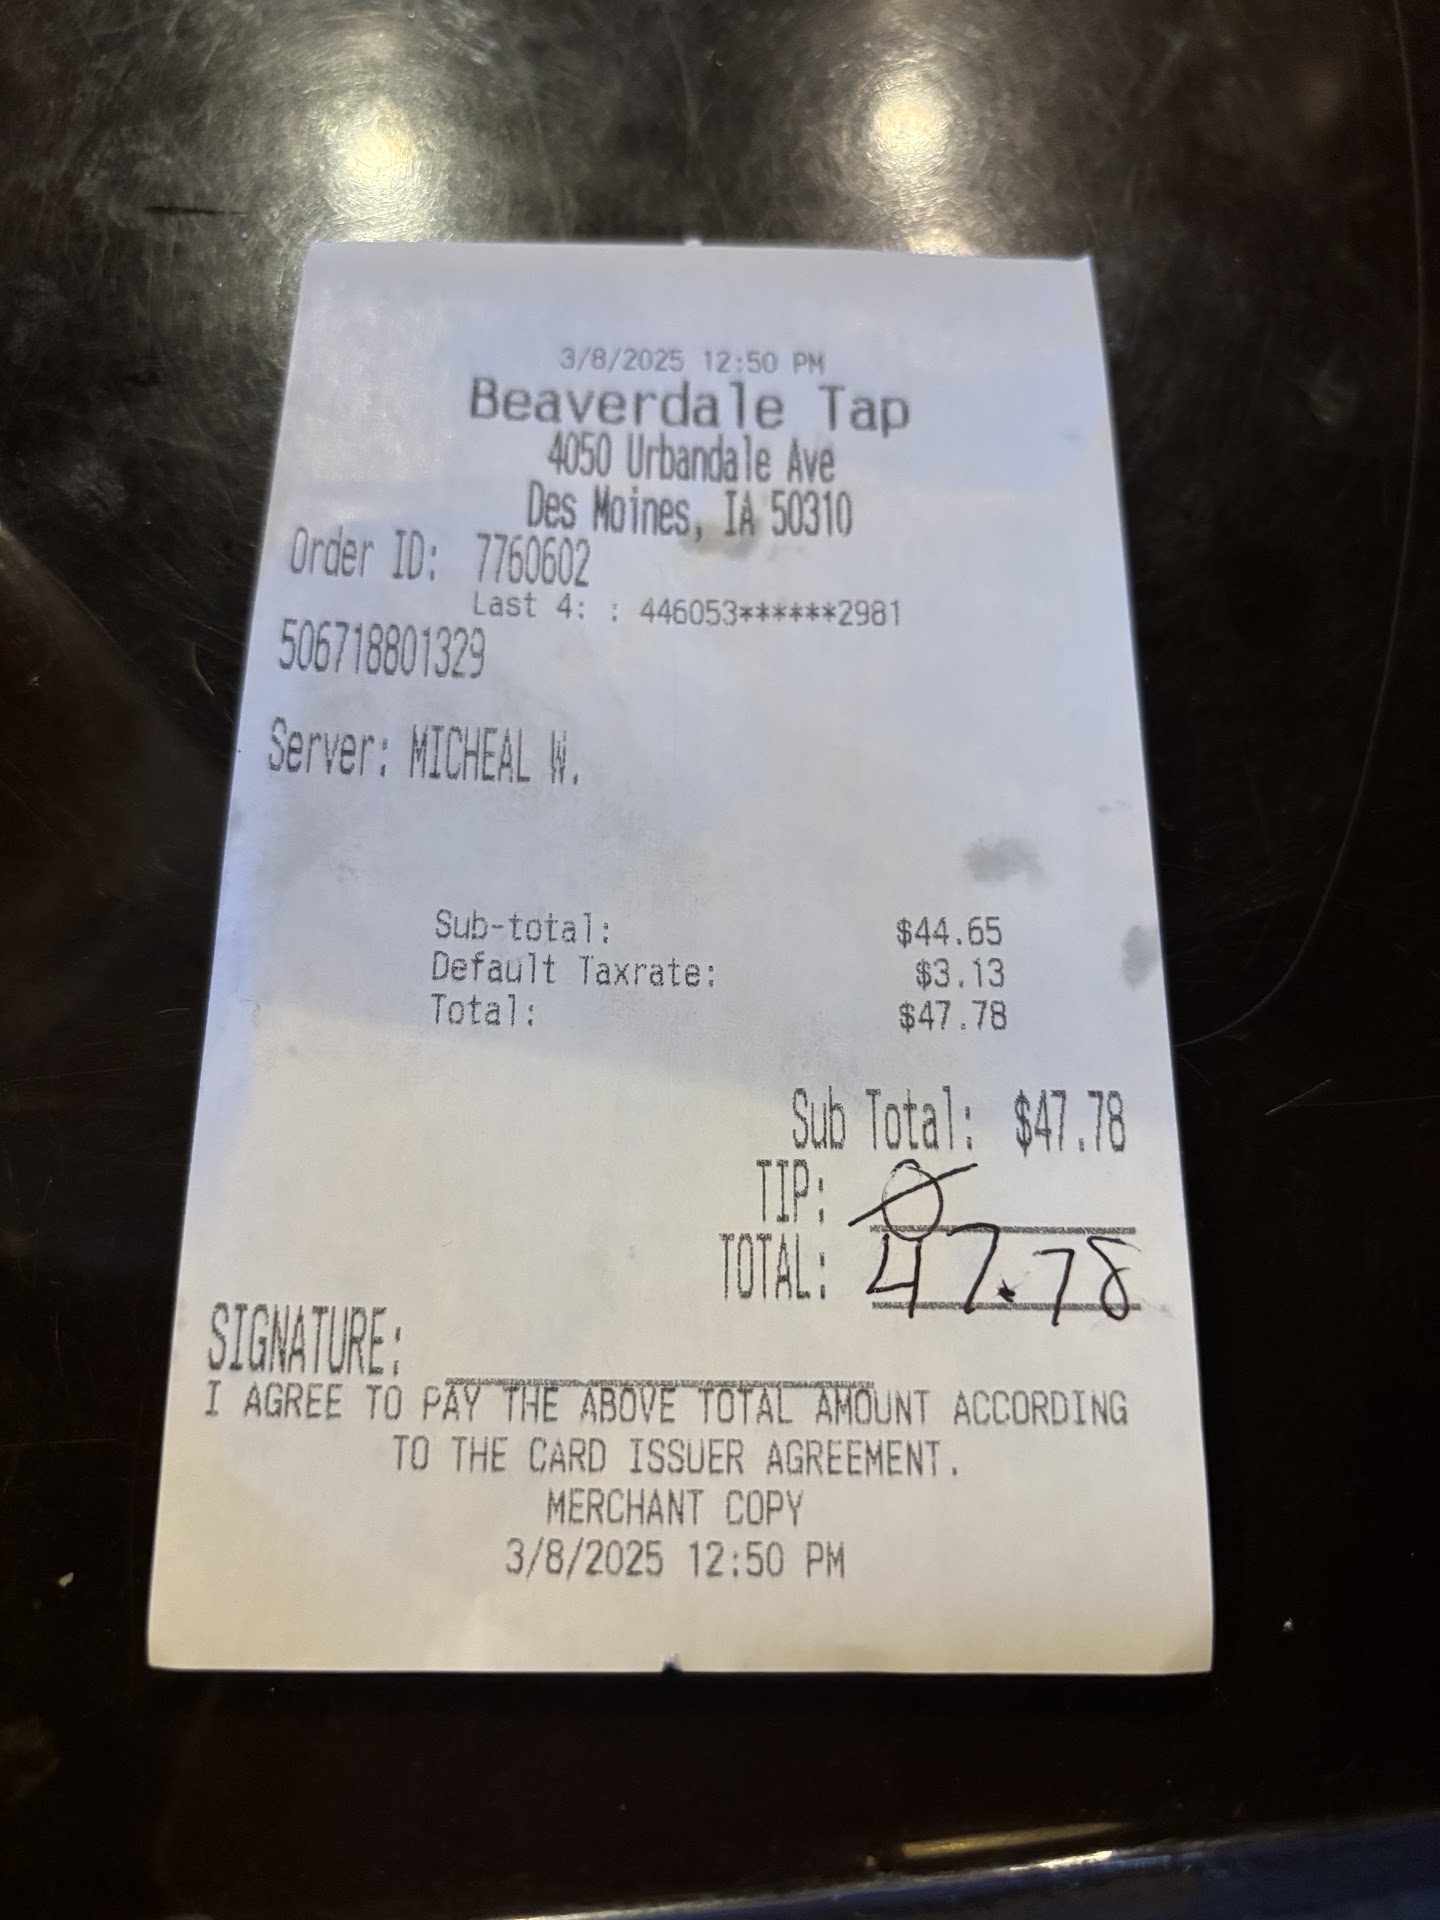 3/8/2025 12:50 PM
Beaverdale Tap
4050 Urbandale Ave
Des Moines, IA 50310
Order ID: 7760602
Last 4: : 446053******2981
506718801329
Server: MICHEAL W.
Sub-total: $44.65
Default Taxrate: $3.13
Total: $47.78
Sub Total: $47.78
TIP: Ø
TOTAL: 47.78
SIGNATURE:
I AGREE TO PAY THE ABOVE TOTAL AMOUNT ACCORDING
TO THE CARD ISSUER AGREEMENT.
MERCHANT COPY
3/8/2025 12:50 PM